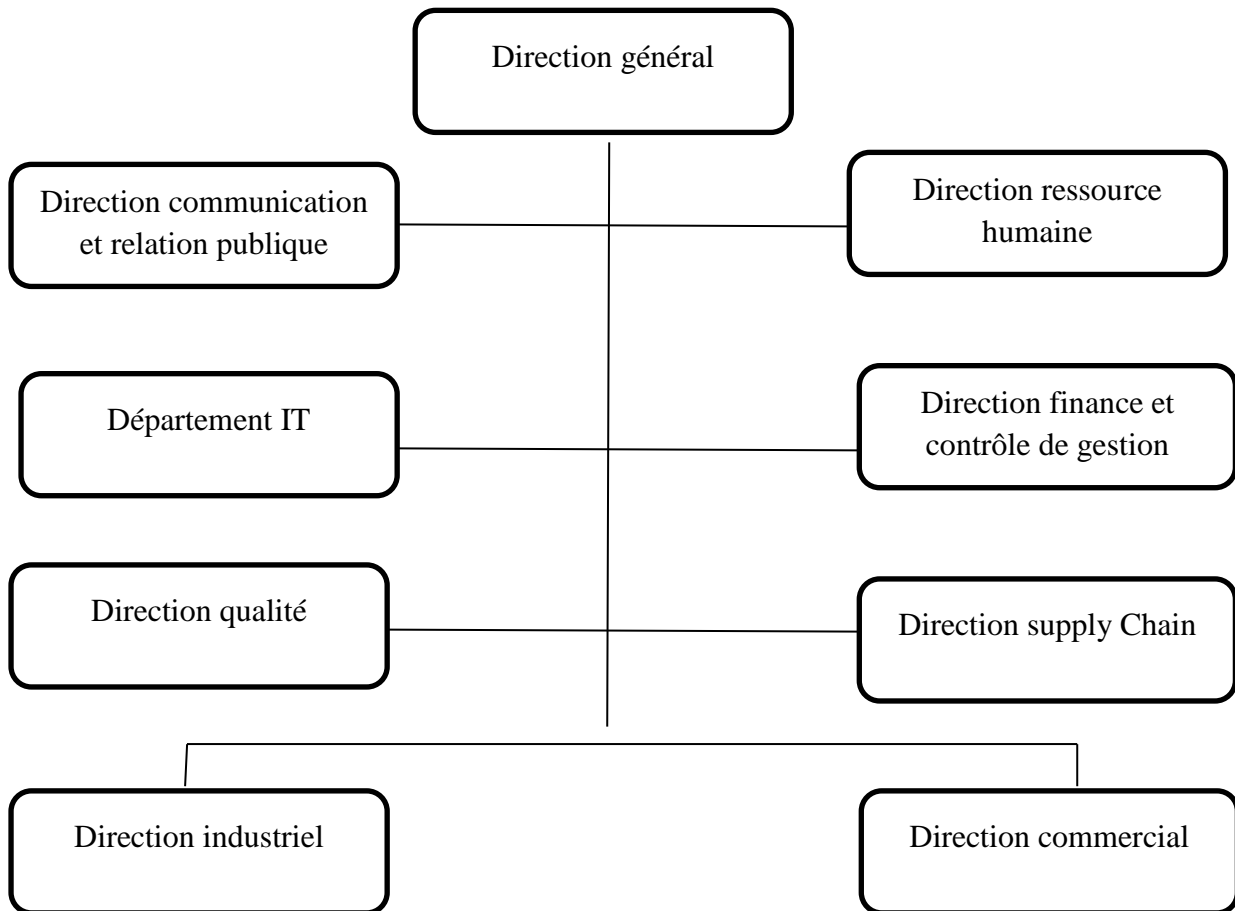 Direction général
Direction communication
et relation publique
Direction ressource
humaine
Département IT
Direction finance et
contrôle de gestion
Direction qualité
Direction supply Chain
Direction industriel
Direction commercial